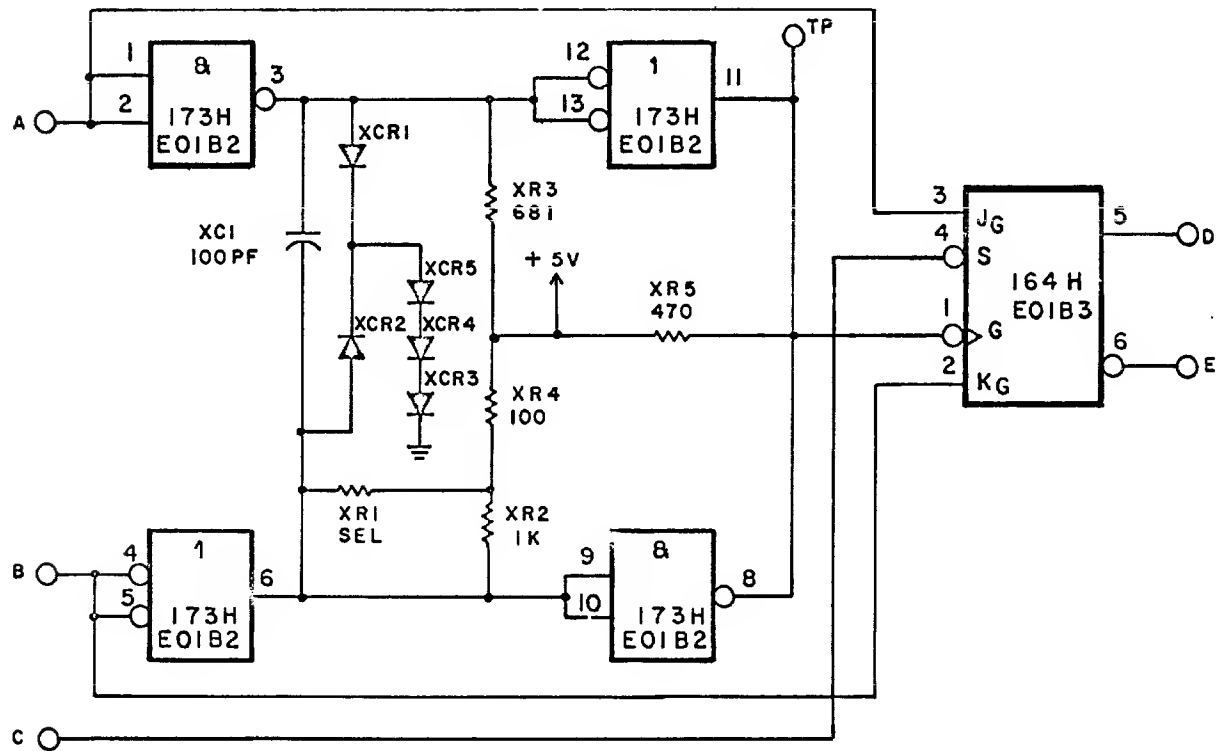 TP
1
2
&
3
173H
E01B2
A
12
13
1
11
173H
E01B2
XCR1
XR3
681
XC1
100PF
XCR5
+ 5V
XR5
470
XCR2
XCR4
XCR3
XR4
100
3
4
1
2
JG
S
G
KG
164H
E01B3
5
6
D
E
XR1
SEL
XR2
1K
B
4
5
1
6
173H
E01B2
9
10
&
8
173H
E01B2
C